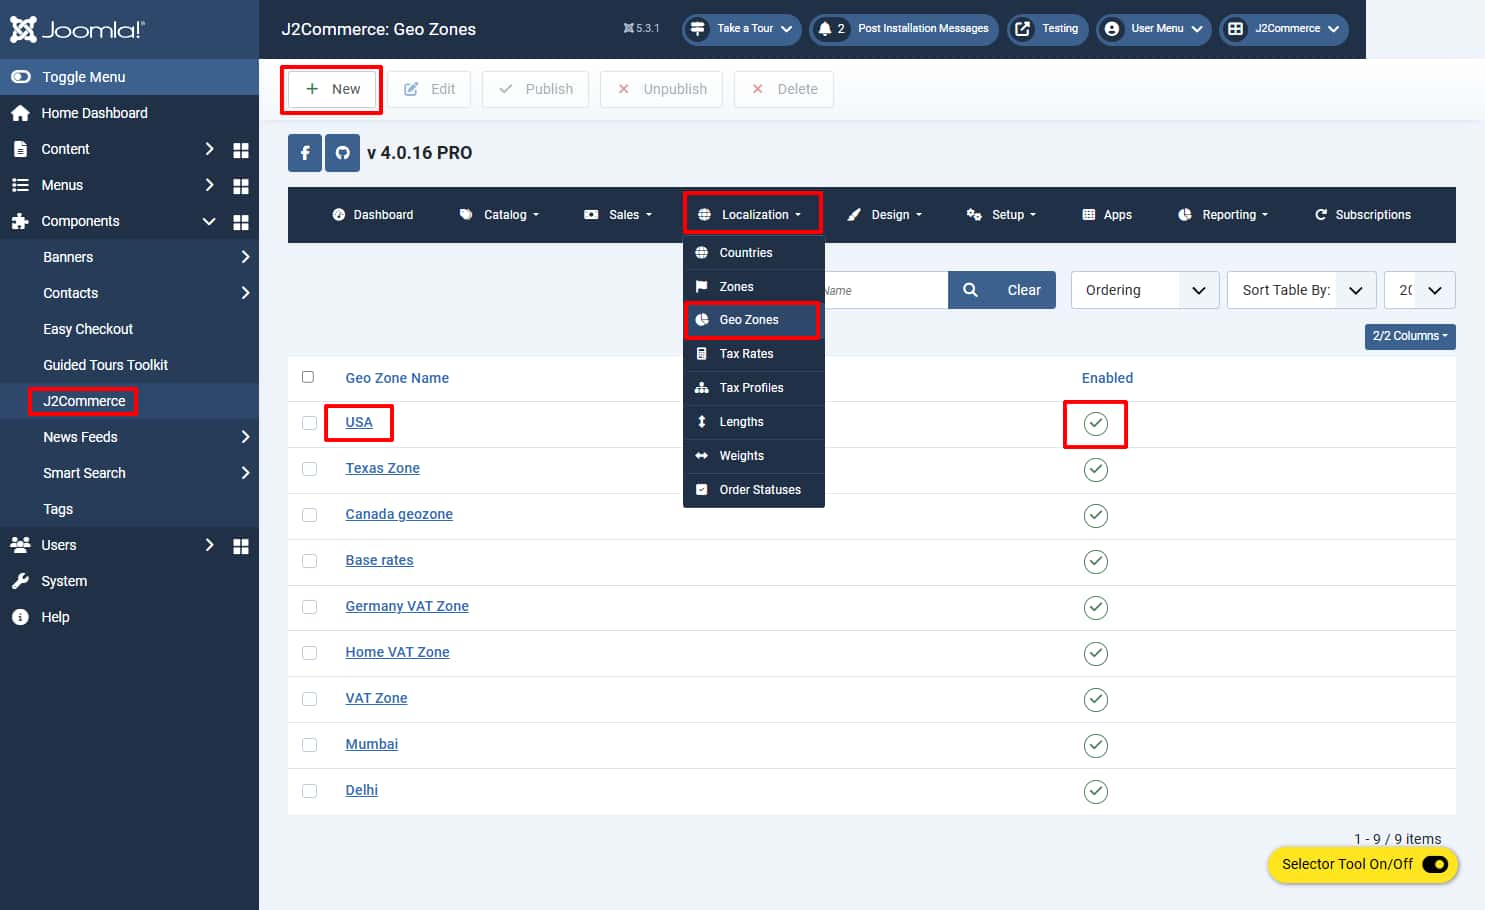 Joomla!
J2Commerce: Geo Zones
5.3.1
Take a Tour
2
Post Installation Messages
Testing
User Menu
J2Commerce
Toggle Menu
Home Dashboard
Content
Menus
Components
Banners
Contacts
Easy Checkout
Guided Tours Toolkit
J2Commerce
News Feeds
Smart Search
Tags
Users
System
Help
New
Edit
Publish
Unpublish
Delete
v 4.0.16 PRO
Dashboard
Catalog
Sales
Localization
Design
Setup
Apps
Reporting
Subscriptions
Countries
Zones
Geo Zones
Tax Rates
Tax Profiles
Lengths
Weights
Order Statuses
Name
Clear
Ordering
Sort Table By:
2/2 Columns
Geo Zone Name
Enabled
USA
Texas Zone
Canada geozone
Base rates
Germany VAT Zone
Home VAT Zone
VAT Zone
Mumbai
Delhi
1 - 9 / 9 items
Selector Tool On/Off